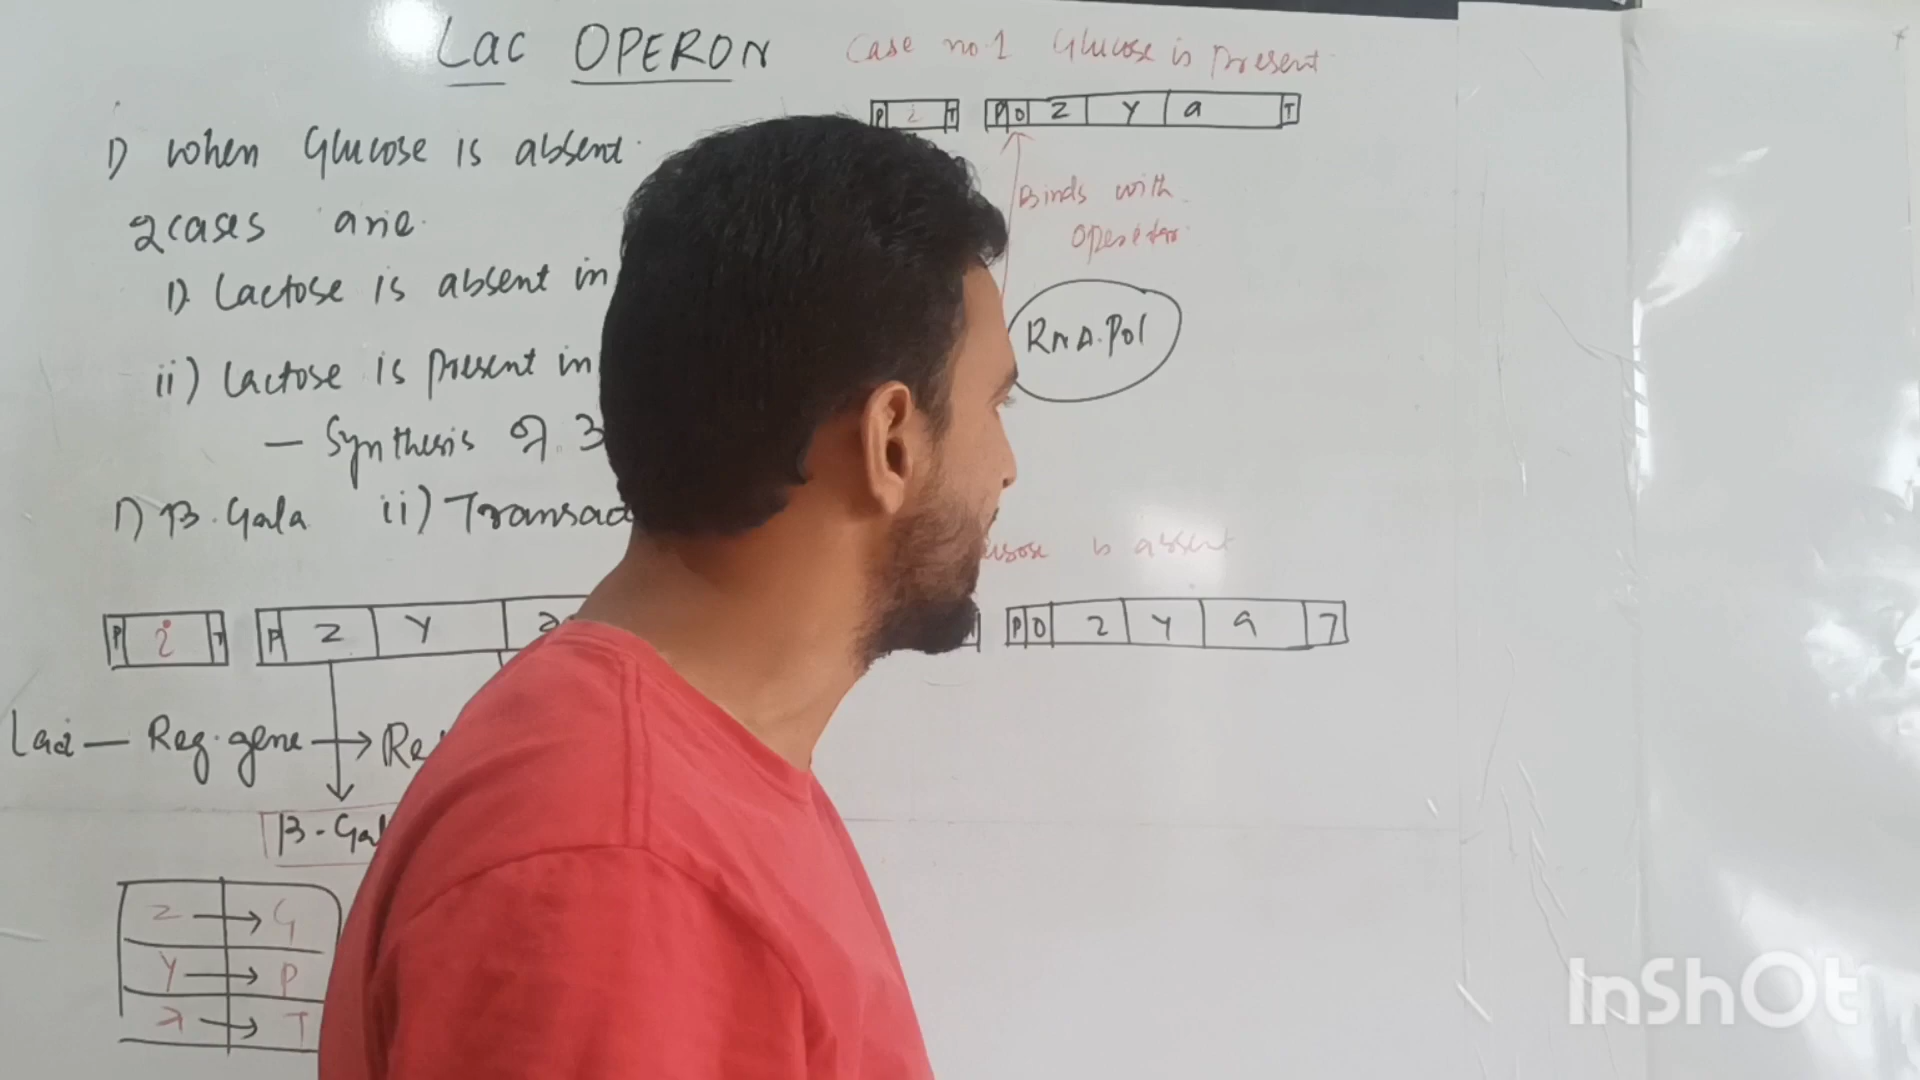 Lac OPERON
Case no.1 Glucose is Present
P i T P O Z Y a T
1) when Glucose is absent
2 cases are
Binds with
Operator
i) Lactose is absent in
RNA.Pol
ii) Lactose is Present in
— Synthesis of 3
1) B.Gala ii) Transac
is absent
P i T P Z Y a
P O Z Y a T
Laci — Reg. gene → Re
B-Gal
Z → G
Y → P
a → T
InShOt